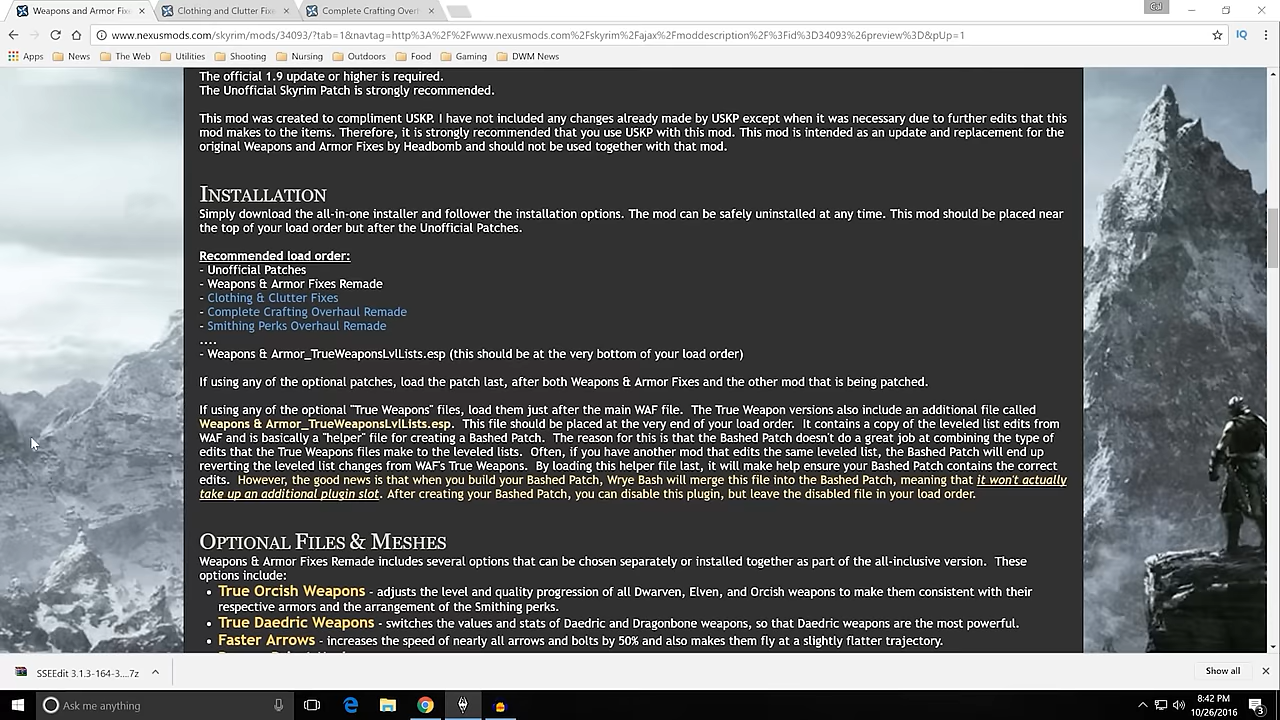 Weapons and Armor Fix
Clothing and Clutter Fixe
Complete Crafting Over
www.nexusmods.com/skyrim/mods/34093/?tab=1&navtag=http%3A%2F%2Fwww.nexusmods.com%2Fskyrim%2Fajax%2Fmoddescription%2F%3Fid%3D34093%26preview%3D&pUp=1
IQ
Apps News The Web Utilities Shooting Nursing Outdoors Food Gaming DWM News
The official 1.9 update or higher is required.
The Unofficial Skyrim Patch is strongly recommended.
This mod was created to compliment USKP. I have not included any changes already made by USKP except when it was necessary due to further edits that this
mod makes to the items. Therefore, it is strongly recommended that you use USKP with this mod. This mod is intended as an update and replacement for the
original Weapons and Armor Fixes by Headbomb and should not be used together with that mod.
Installation
Simply download the all-in-one installer and follower the installation options. The mod can be safely uninstalled at any time. This mod should be placed near
the top of your load order but after the Unofficial Patches.
Recommended load order:
- Unofficial Patches
- Weapons & Armor Fixes Remade
- Clothing & Clutter Fixes
- Complete Crafting Overhaul Remade
- Smithing Perks Overhaul Remade
....
- Weapons & Armor_TrueWeaponsLvlLists.esp (this should be at the very bottom of your load order)
If using any of the optional patches, load the patch last, after both Weapons & Armor Fixes and the other mod that is being patched.
If using any of the optional "True Weapons" files, load them just after the main WAF file. The True Weapon versions also include an additional file called
Weapons & Armor_TrueWeaponsLvlLists.esp. This file should be placed at the very end of your load order. It contains a copy of the leveled list edits from
WAF and is basically a "helper" file for creating a Bashed Patch. The reason for this is that the Bashed Patch doesn't do a great job at combining the type of
edits that the True Weapons files make to the leveled lists. Often, if you have another mod that edits the same leveled list, the Bashed Patch will end up
reverting the leveled list changes from WAF's True Weapons. By loading this helper file last, it will make help ensure your Bashed Patch contains the correct
edits. However, the good news is that when you build your Bashed Patch, Wrye Bash will merge this file into the Bashed Patch, meaning that it won't actually
take up an additional plugin slot. After creating your Bashed Patch, you can disable this plugin, but leave the disabled file in your load order.
Optional Files & Meshes
Weapons & Armor Fixes Remade includes several options that can be chosen separately or installed together as part of the all-inclusive version. These
options include:
• True Orcish Weapons - adjusts the level and quality progression of all Dwarven, Elven, and Orcish weapons to make them consistent with their
respective armors and the arrangement of the Smithing perks.
• True Daedric Weapons - switches the values and stats of Daedric and Dragonbone weapons, so that Daedric weapons are the most powerful.
• Faster Arrows - increases the speed of nearly all arrows and bolts by 50% and also makes them fly at a slightly flatter trajectory.
SSEEdit 3.1.3-164-3....7z
Show all
Ask me anything
8:42 PM
10/26/2016
3